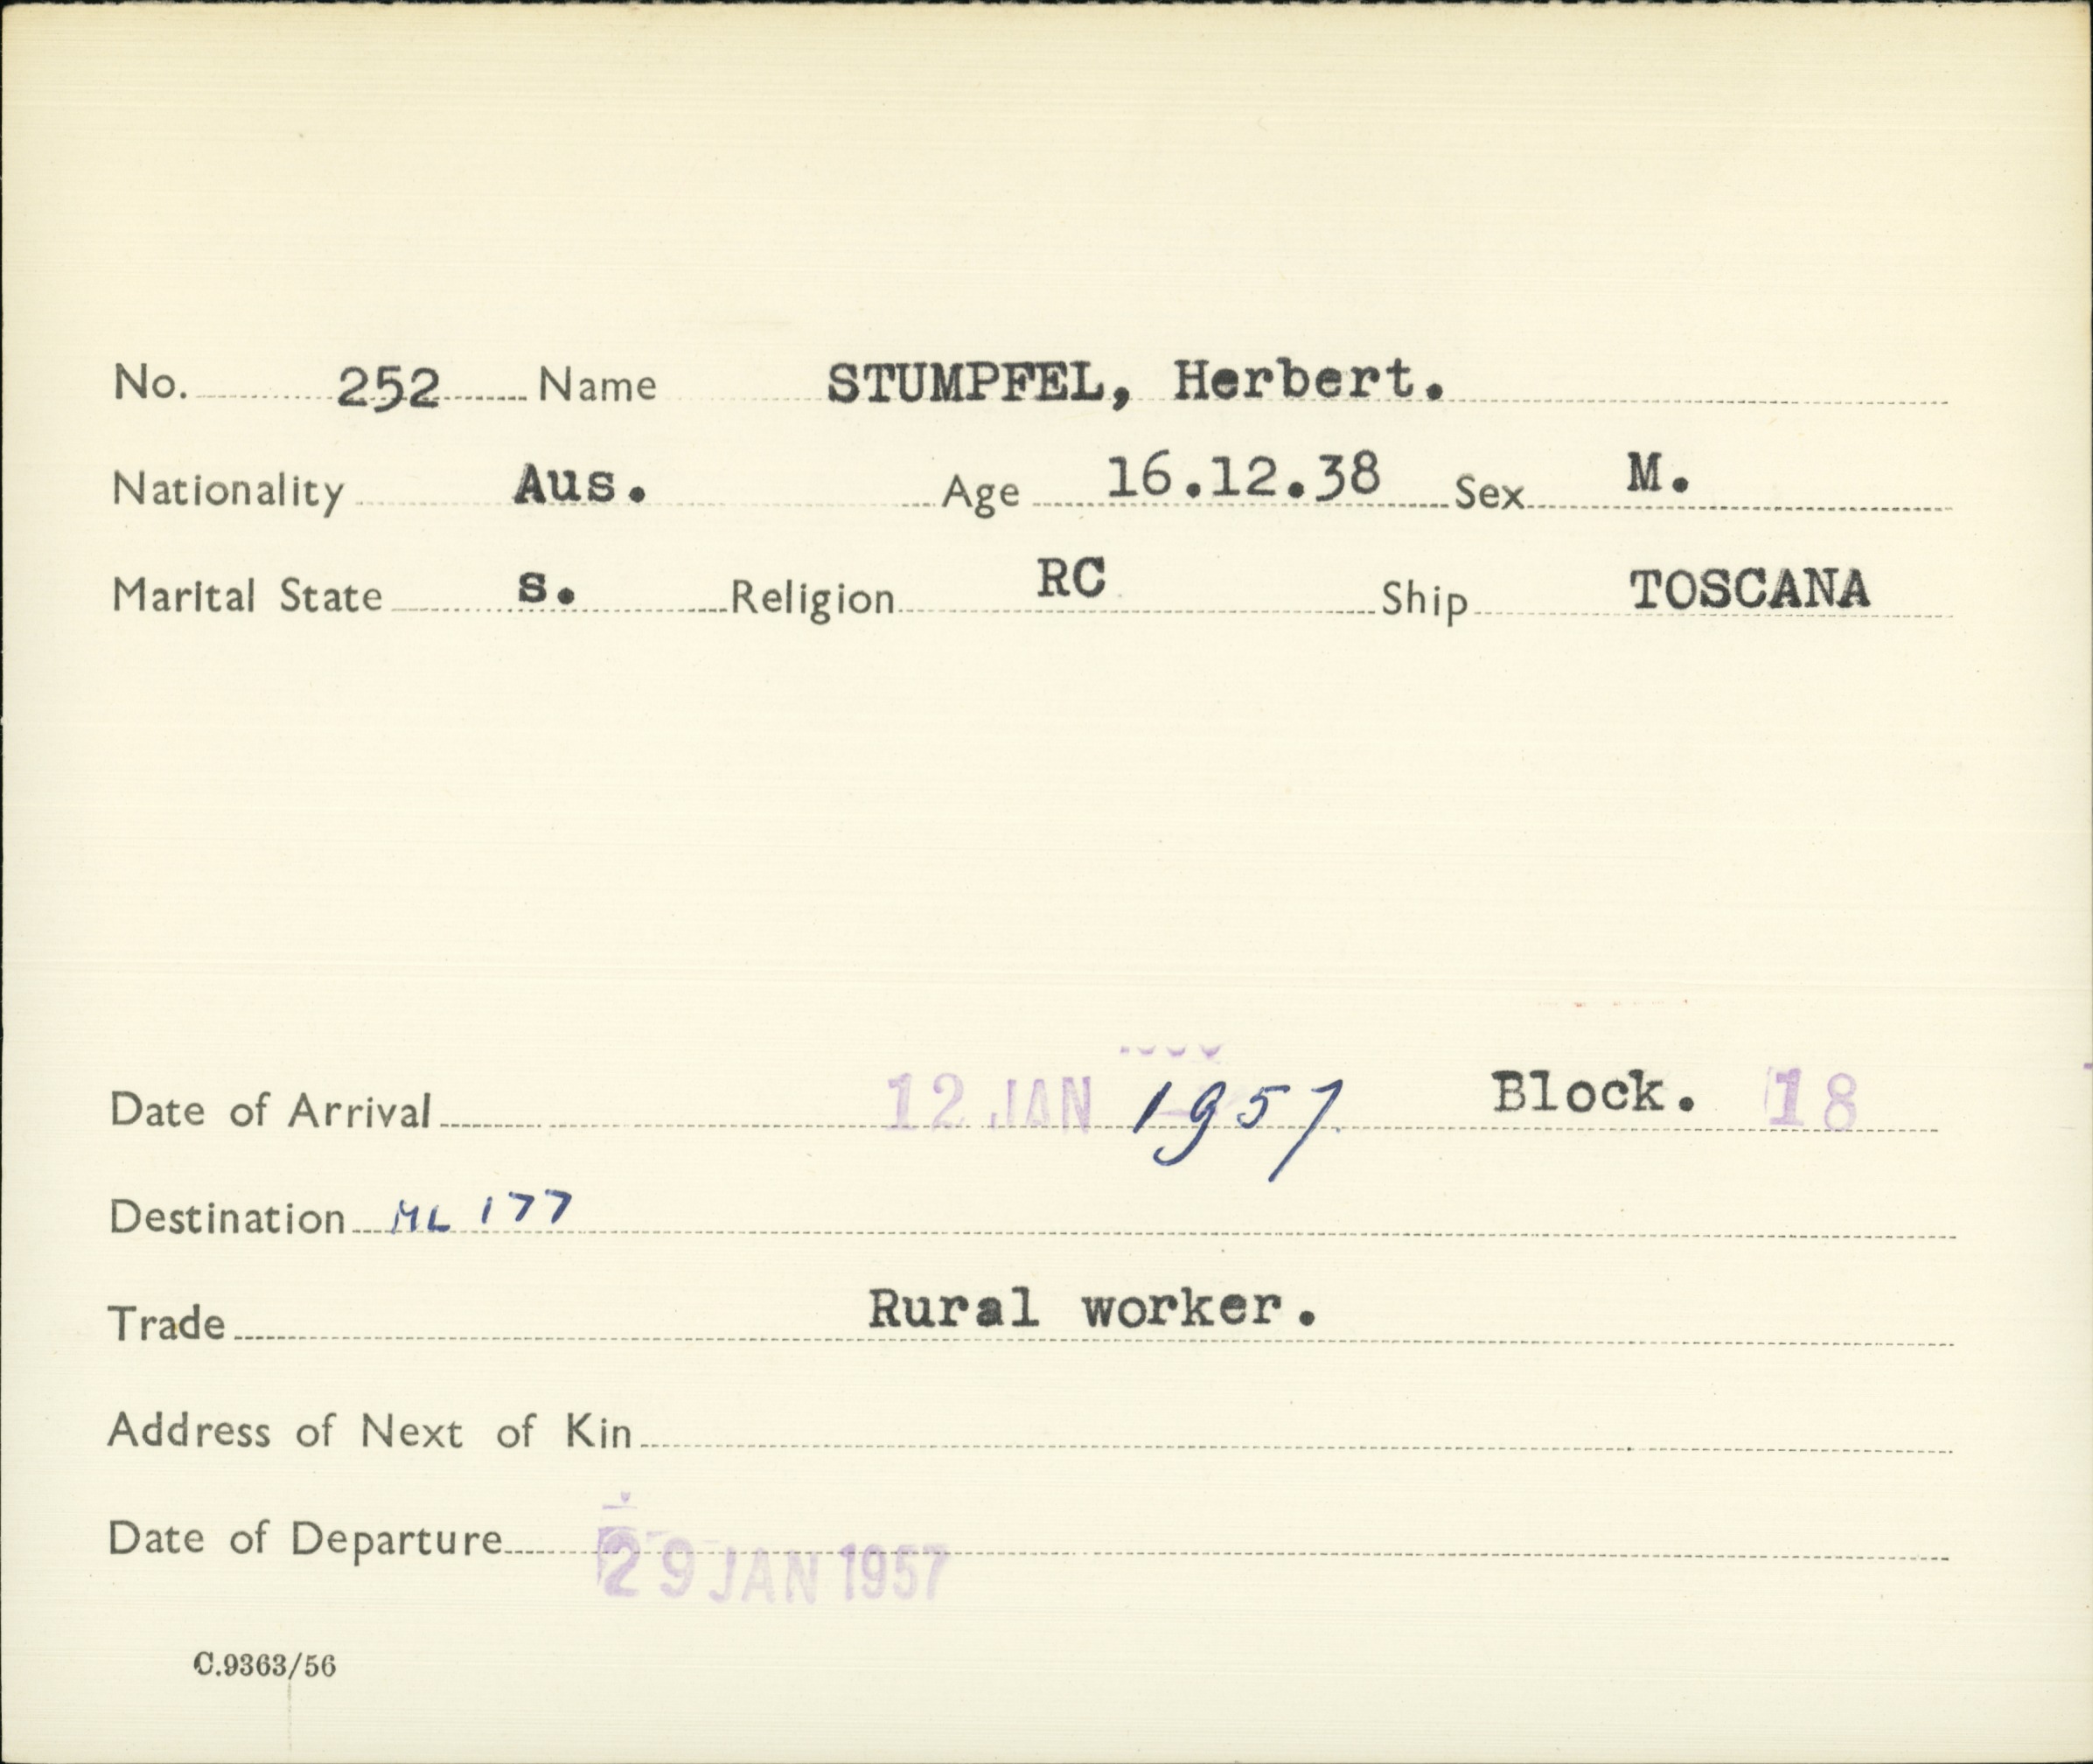 No. 252 Name STUMPFEL, Herbert.
Nationality Aus. Age 16.12.38 Sex M.
Marital State s. Religion RC Ship TOSCANA
Date of Arrival 12 JAN 1957. Block. 18
Destination ML 177
Trade Rural worker.
Address of Next of Kin
Date of Departure 29 JAN 1957
C.9363/56